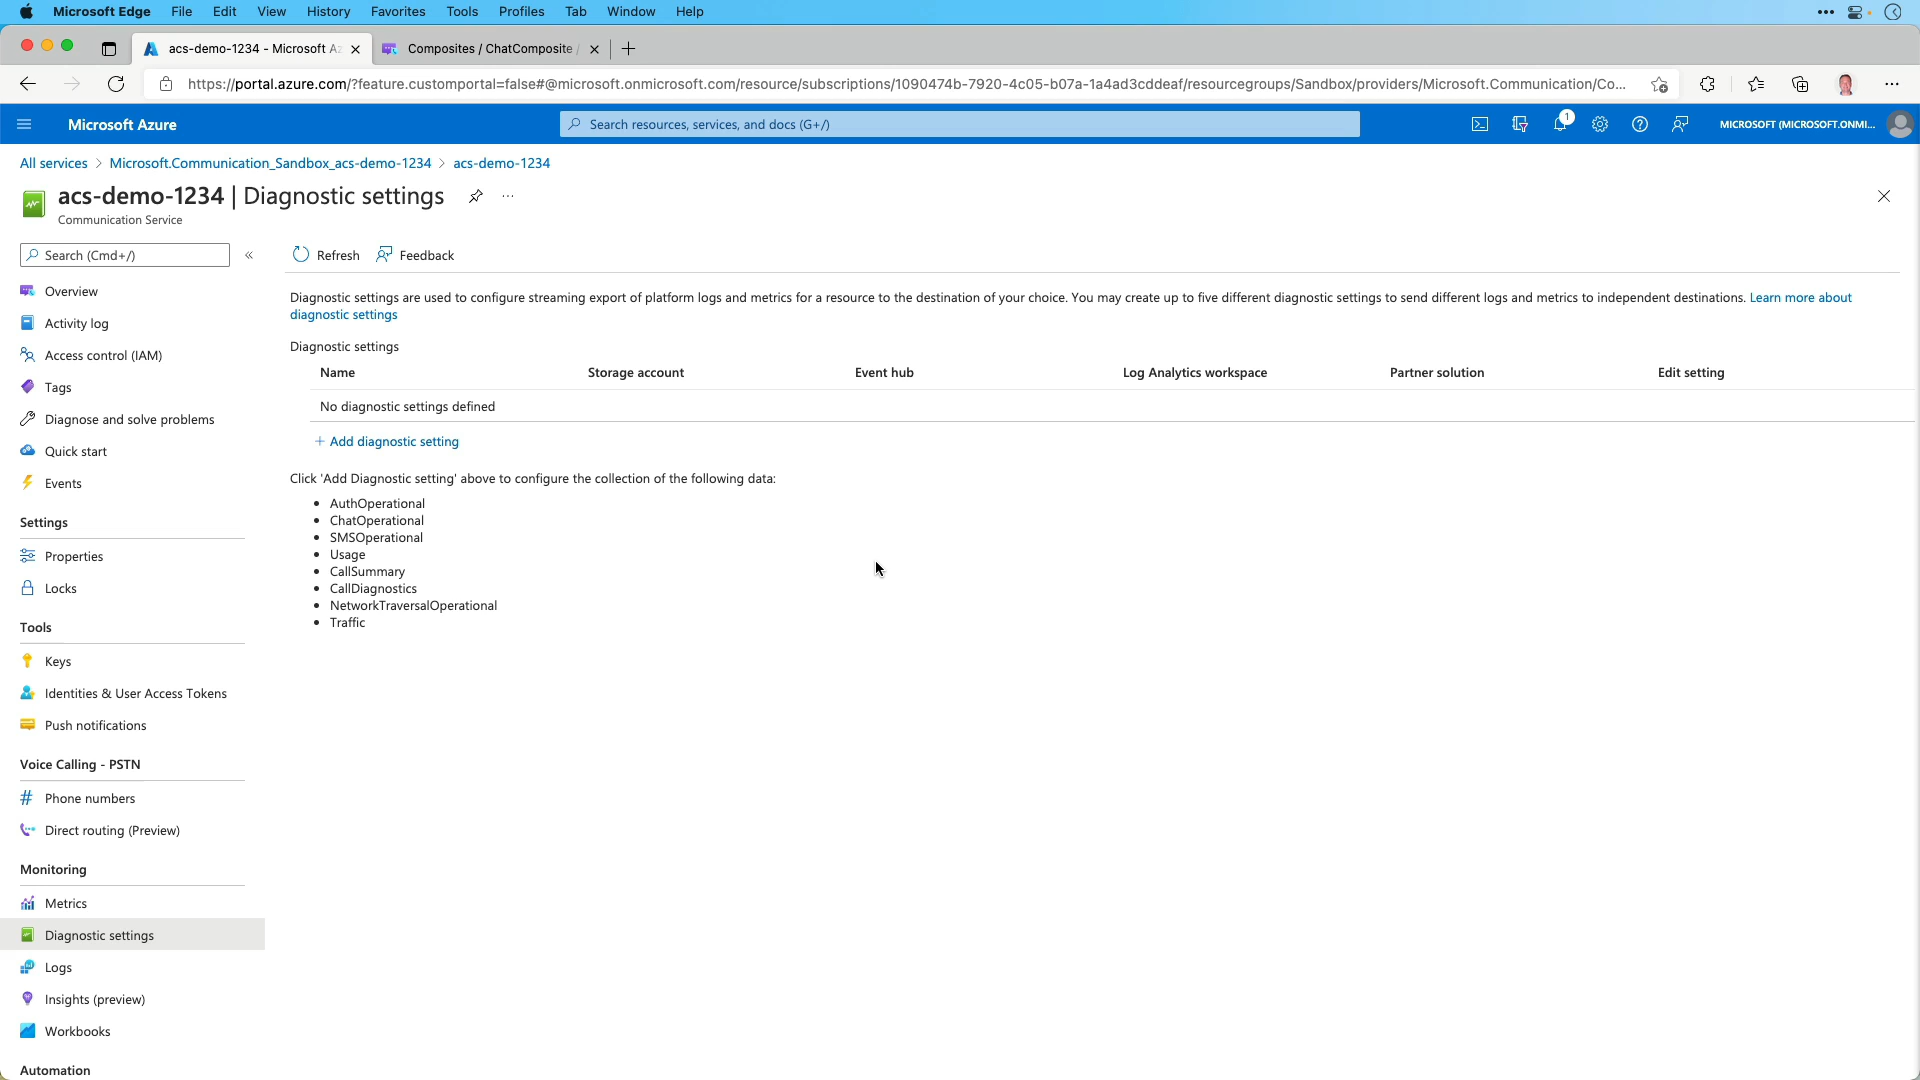 Microsoft Edge File Edit View History Favorites Tools Profiles Tab Window Help
acs-demo-1234 - Microsoft Az
Composites / ChatComposite /
https://portal.azure.com/?feature.customportal=false#@microsoft.onmicrosoft.com/resource/subscriptions/1090474b-7920-4c05-b07a-1a4ad3cddeaf/resourcegroups/Sandbox/providers/Microsoft.Communication/Co...
Microsoft Azure
Search resources, services, and docs (G+/)
1
MICROSOFT (MICROSOFT.ONMI...
All services > Microsoft.Communication_Sandbox_acs-demo-1234 > acs-demo-1234
acs-demo-1234 | Diagnostic settings
Communication Service
Search (Cmd+/)
Overview
Activity log
Access control (IAM)
Tags
Diagnose and solve problems
Quick start
Events
Settings
Properties
Locks
Tools
Keys
Identities & User Access Tokens
Push notifications
Voice Calling - PSTN
Phone numbers
Direct routing (Preview)
Monitoring
Metrics
Diagnostic settings
Logs
Insights (preview)
Workbooks
Automation
Refresh
Feedback
Diagnostic settings are used to configure streaming export of platform logs and metrics for a resource to the destination of your choice. You may create up to five different diagnostic settings to send different logs and metrics to independent destinations. Learn more about
diagnostic settings
Diagnostic settings
Name Storage account Event hub Log Analytics workspace Partner solution Edit setting
No diagnostic settings defined
+ Add diagnostic setting
Click 'Add Diagnostic setting' above to configure the collection of the following data:
• AuthOperational
• ChatOperational
• SMSOperational
• Usage
• CallSummary
• CallDiagnostics
• NetworkTraversalOperational
• Traffic